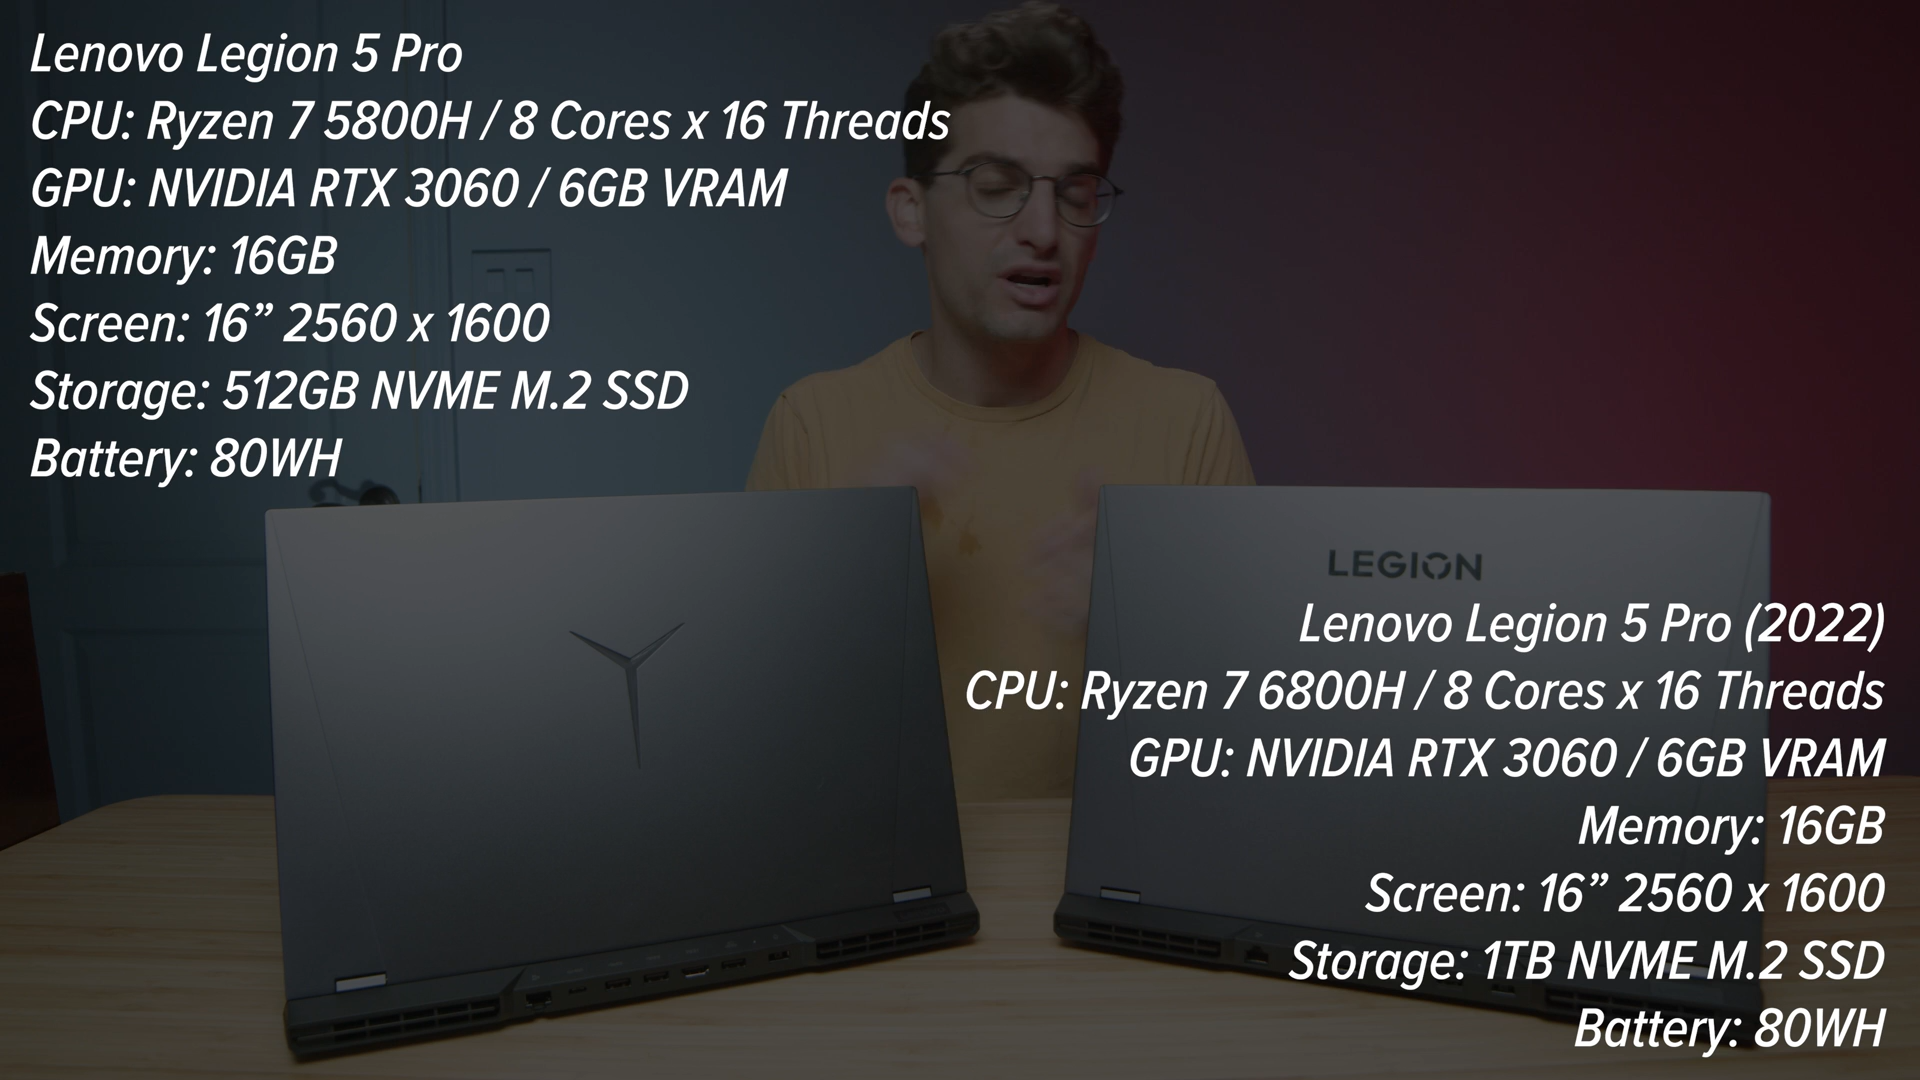 Lenovo Legion 5 Pro
CPU: Ryzen 7 5800H / 8 Cores x 16 Threads
GPU: NVIDIA RTX 3060 / 6GB VRAM
Memory: 16GB
Screen: 16” 2560 x 1600
Storage: 512GB NVME M.2 SSD
Battery: 80WH
LEGION
Lenovo Legion 5 Pro (2022)
CPU: Ryzen 7 6800H / 8 Cores x 16 Threads
GPU: NVIDIA RTX 3060 / 6GB VRAM
Memory: 16GB
Screen: 16” 2560 x 1600
Storage: 1TB NVME M.2 SSD
Battery: 80WH